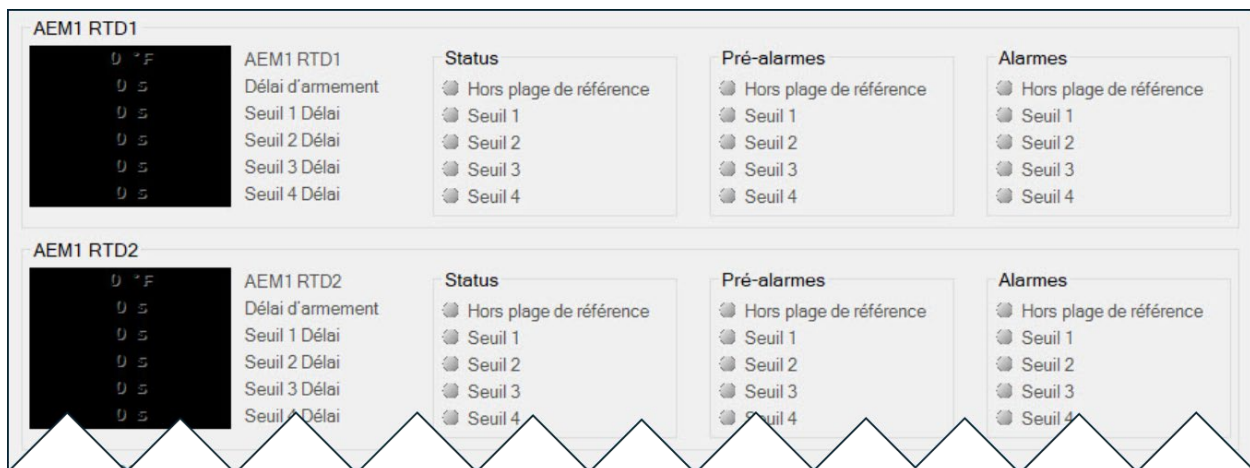 AEM1 RTD1
0 °F AEM1 RTD1 Status Pré-alarmes Alarmes
0 s Délai d'armement Hors plage de référence Hors plage de référence Hors plage de référence
0 s Seuil 1 Délai Seuil 1 Seuil 1 Seuil 1
0 s Seuil 2 Délai Seuil 2 Seuil 2 Seuil 2
0 s Seuil 3 Délai Seuil 3 Seuil 3 Seuil 3
0 s Seuil 4 Délai Seuil 4 Seuil 4 Seuil 4
AEM1 RTD2
0 °F AEM1 RTD2 Status Pré-alarmes Alarmes
0 s Délai d'armement Hors plage de référence Hors plage de référence Hors plage de référence
0 s Seuil 1 Délai Seuil 1 Seuil 1 Seuil 1
0 s Seuil 2 Délai Seuil 2 Seuil 2 Seuil 2
0 s Seuil 3 Délai Seuil 3 Seuil 3 Seuil 3
0 s Seuil 4 Délai Seuil 4 Seuil 4 Seuil 4